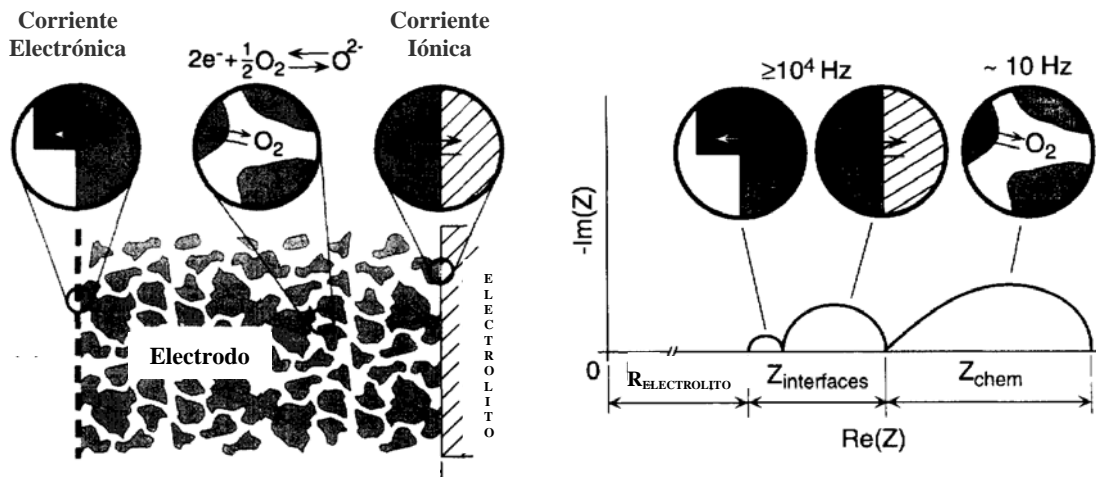 Corriente
Electrónica
Corriente
Iónica
2e⁻+½O₂ ⇌ O²⁻
O₂
Electrodo
ELECTROLITO
≥10⁴ Hz
~ 10 Hz
O₂
-Im(Z)
0
R_ELECTROLITO
Z_interfaces
Z_chem
Re(Z)